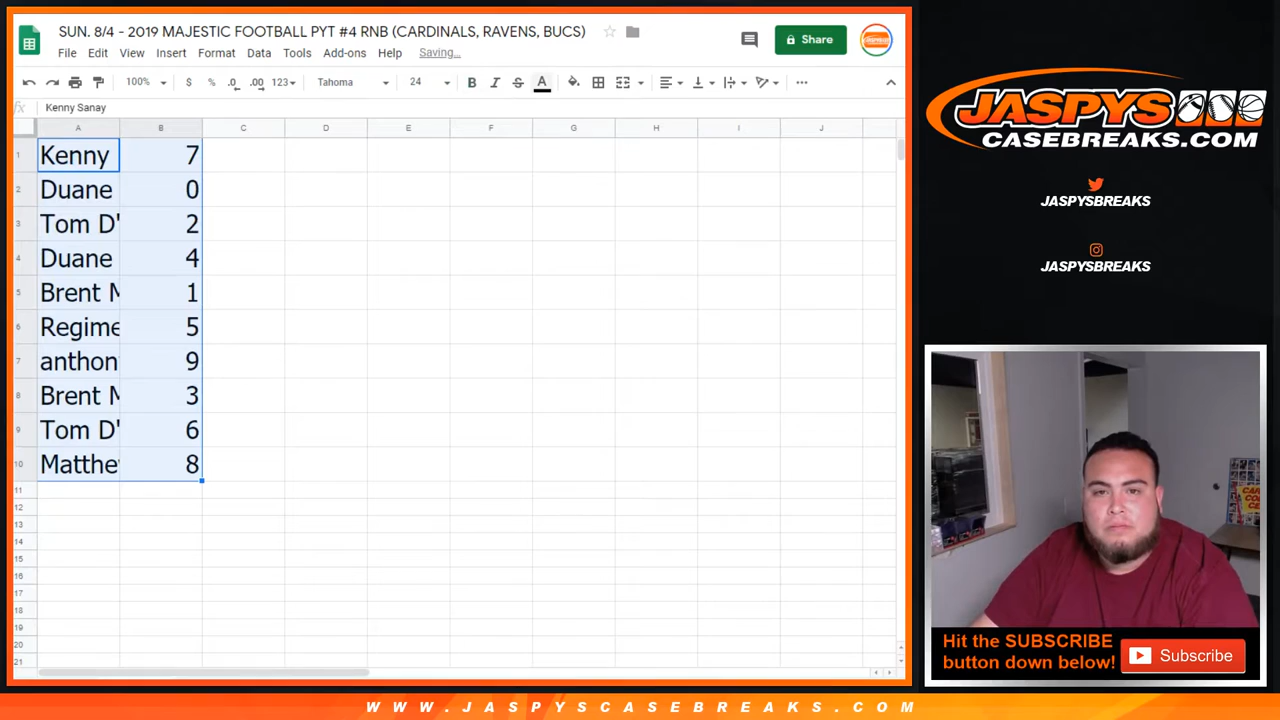 SUN. 8/4 - 2019 MAJESTIC FOOTBALL PYT #4 RNB (CARDINALS, RAVENS, BUCS)
File Edit View Insert Format Data Tools Add-ons Help Saving...
Share
100% $ % .0 .00 123 Tahoma 24 B I S A
fx Kenny Sanay
A B C D E F G H I J
1 Kenny 7
2 Duane 0
3 Tom D' 2
4 Duane 4
5 Brent M 1
6 Regime 5
7 anthon 9
8 Brent M 3
9 Tom D' 6
10 Matthe 8
11
12
13
14
15
16
17
18
19
20
21
JASPYS
CASEBREAKS.COM
JASPYSBREAKS
JASPYSBREAKS
Hit the SUBSCRIBE
button down below!
Subscribe
WWW.JASPYSCASEBREAKS.COM